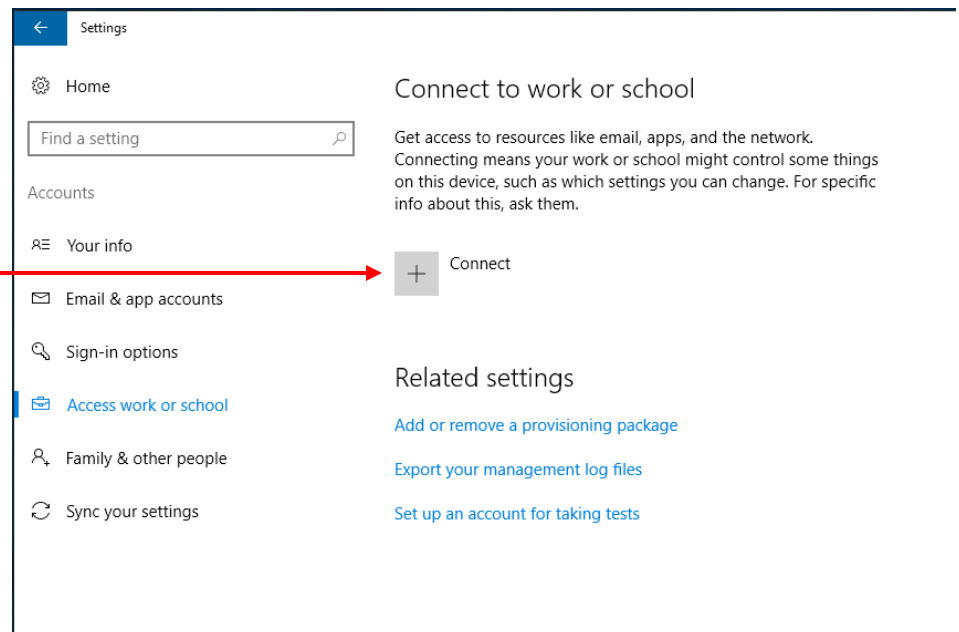 Settings
Home
Find a setting
Accounts
Your info
Email & app accounts
Sign-in options
Access work or school
Family & other people
Sync your settings
Connect to work or school
Get access to resources like email, apps, and the network.
Connecting means your work or school might control some things
on this device, such as which settings you can change. For specific
info about this, ask them.
Connect
Related settings
Add or remove a provisioning package
Export your management log files
Set up an account for taking tests